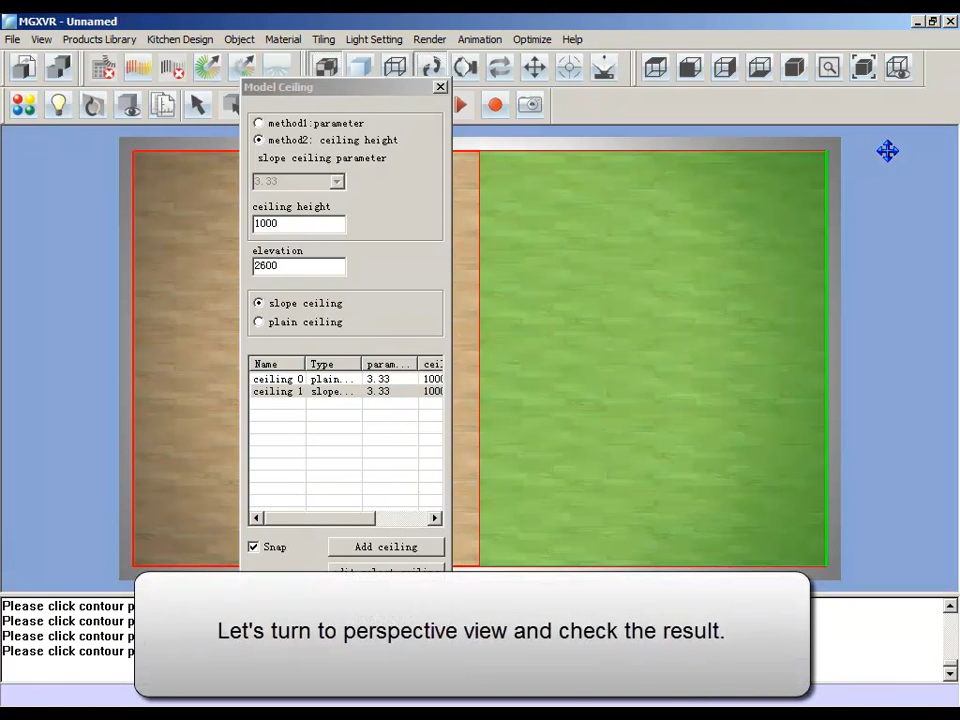 MGXVR - Unnamed
File View Products Library Kitchen Design Object Material Tiling Light Setting Render Animation Optimize Help
Model Ceiling
method1:parameter
method2: ceiling height
slope ceiling parameter
3.33
ceiling height
1000
elevation
2600
slope ceiling
plain ceiling
Name Type param... cei
ceiling 0 plain... 3.33 1000
ceiling 1 slope... 3.33 1000
Snap Add ceiling
Please click contour p
Please click contour p
Please click contour p
Please click contour p
Let's turn to perspective view and check the result.